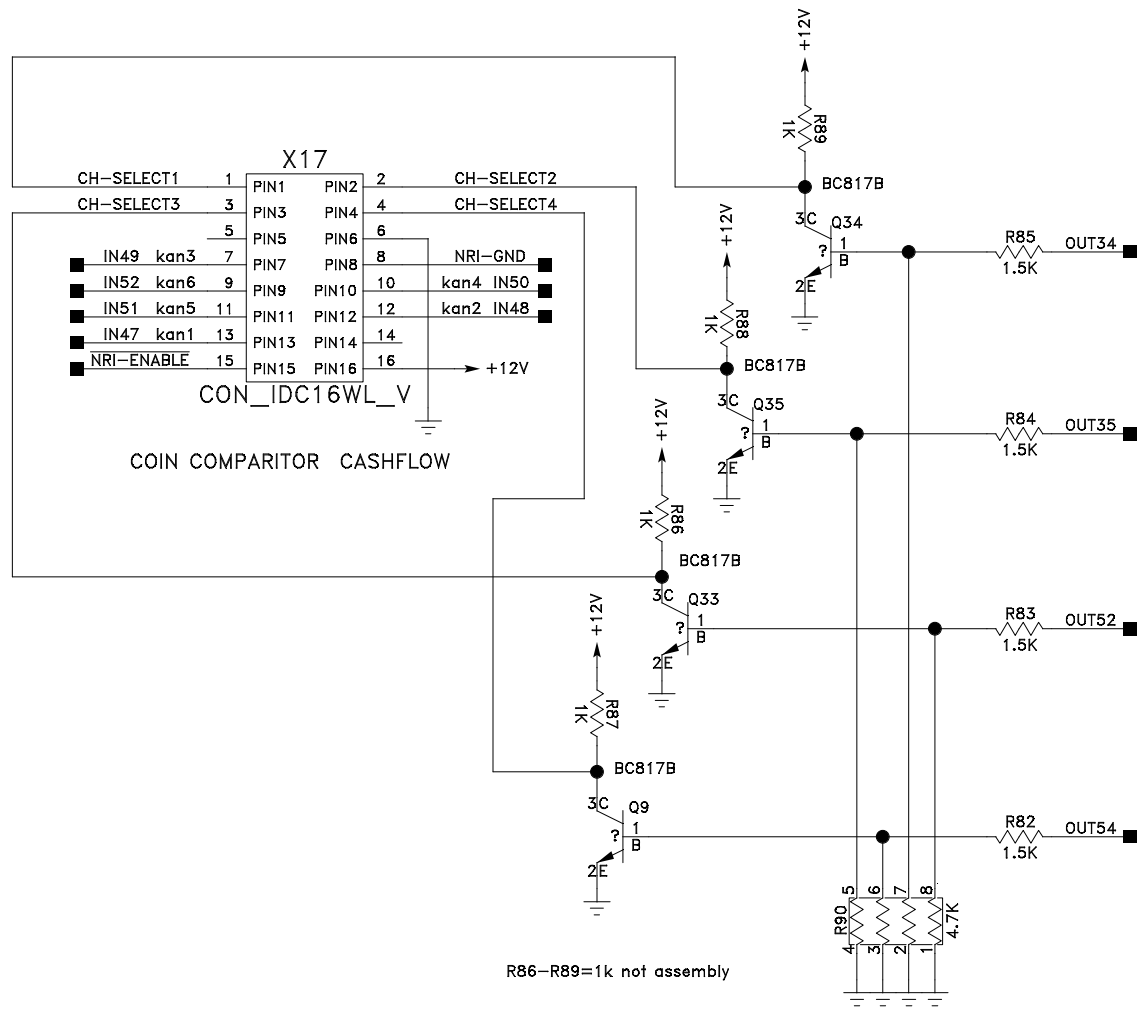 +12V
R89
1K
X17
BC817B
CH-SELECT1 1 PIN1 PIN2 2 CH-SELECT2
CH-SELECT3 3 PIN3 PIN4 4 CH-SELECT4
5 PIN5 PIN6 6
IN49 kan3 7 PIN7 PIN8 8 NRI-GND
IN52 kan6 9 PIN9 PIN10 10 kan4 IN50
IN51 kan5 11 PIN11 PIN12 12 kan2 IN48
IN47 kan1 13 PIN13 PIN14 14
NRI-ENABLE 15 PIN15 PIN16 16 +12V
CON_IDC16WL_V
COIN COMPARITOR CASHFLOW
3C Q34
? 1
B
2E
R85
1.5K
OUT34
+12V
R88
1K
BC817B
3C Q35
? 1
B
2E
R84
1.5K
OUT35
+12V
R86
1K
BC817B
3C Q33
? 1
B
2E
R83
1.5K
OUT52
+12V
R87
1K
BC817B
3C Q9
? 1
B
2E
R82
1.5K
OUT54
5 6 7 8
R90 4.7K
4 3 2 1
R86-R89=1k not assembly